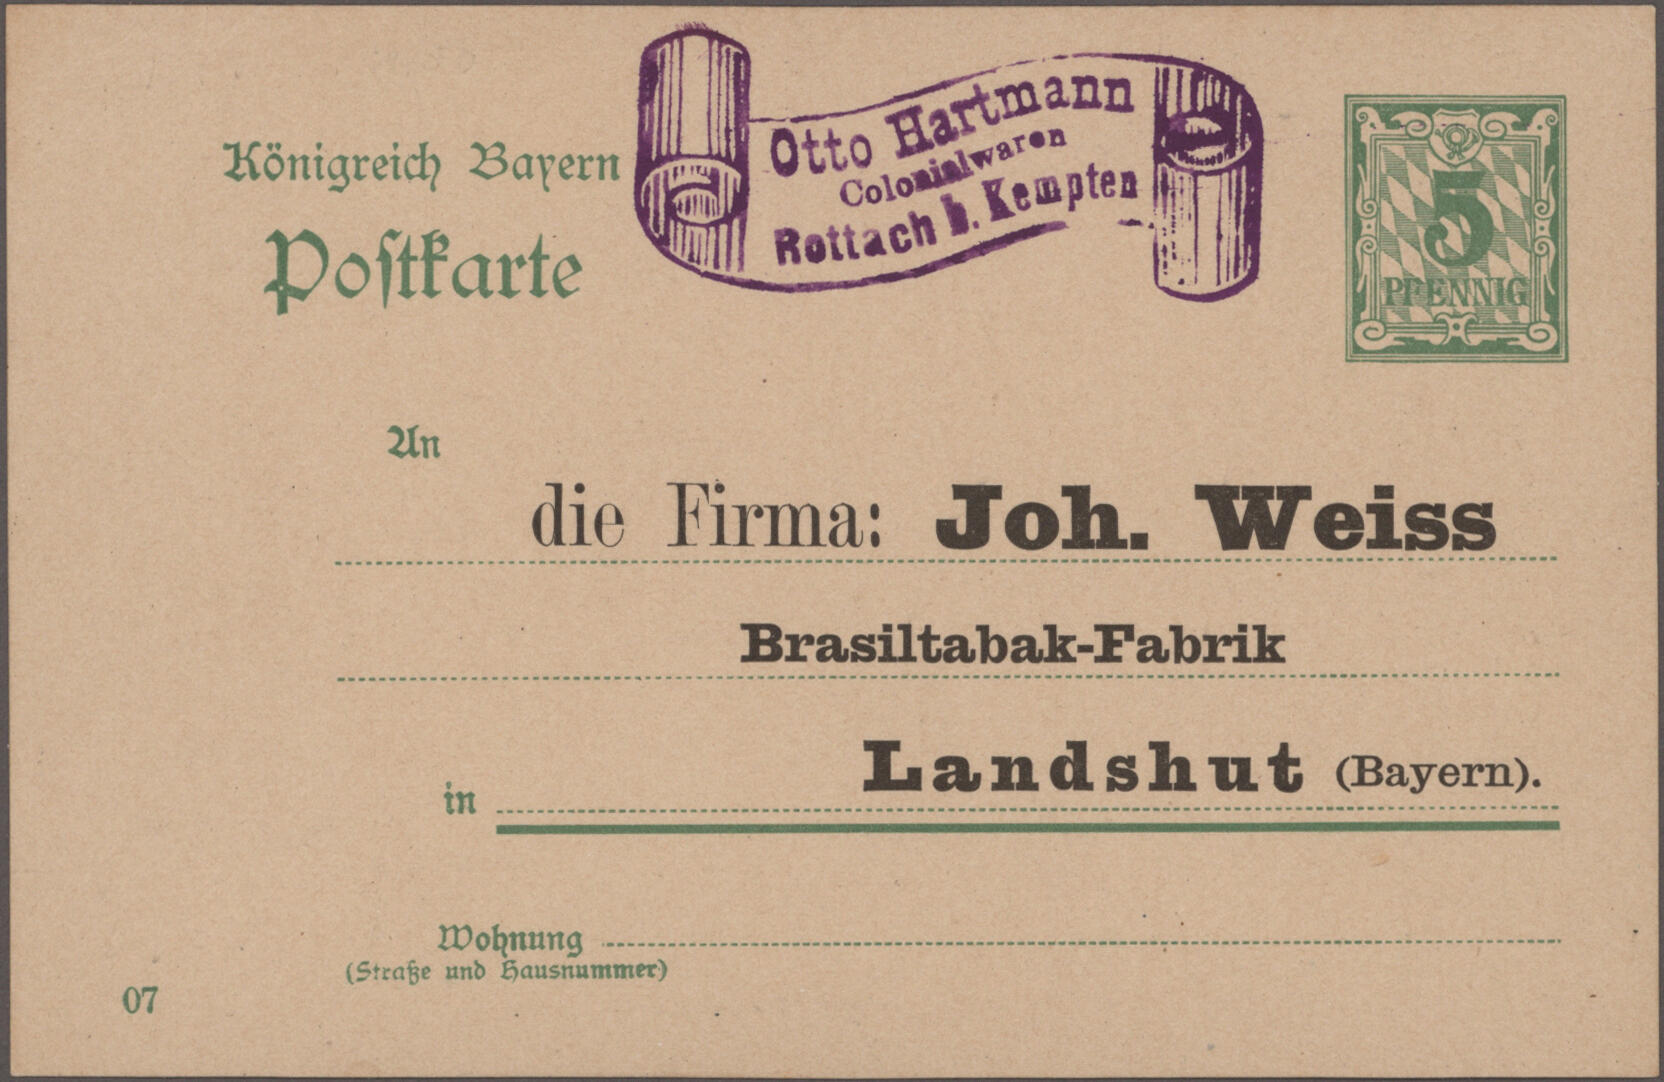 Königreich Bayern
Postkarte
Otto Hartmann
Colonialwaren
Rottach b. Kempten
5
PFENNIG
An
die Firma: Joh. Weiss
Brasiltabak-Fabrik
in Landshut (Bayern).
Wohnung
(Straße und Hausnummer)
07